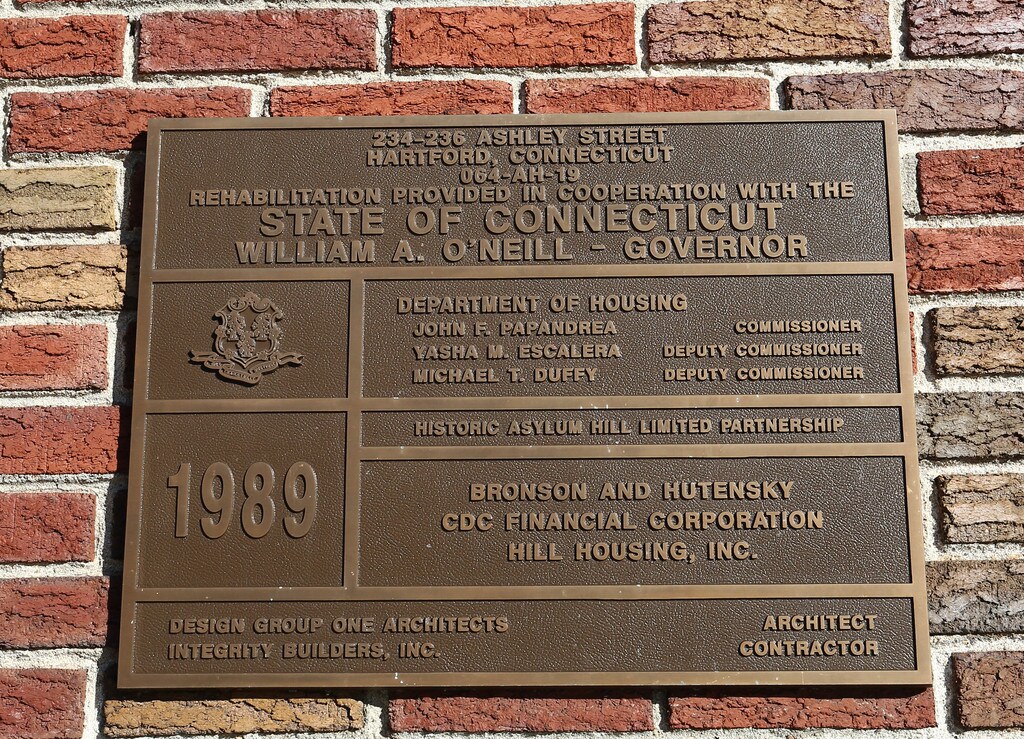 234-236 ASHLEY STREET
HARTFORD, CONNECTICUT
064-AH-19
REHABILITATION PROVIDED IN COOPERATION WITH THE
STATE OF CONNECTICUT
WILLIAM A. O'NEILL - GOVERNOR
DEPARTMENT OF HOUSING
JOHN F. PAPANDREA COMMISSIONER
YASHA M. ESCALERA DEPUTY COMMISSIONER
MICHAEL T. DUFFY DEPUTY COMMISSIONER
HISTORIC ASYLUM HILL LIMITED PARTNERSHIP
1989
BRONSON AND HUTENSKY
CDC FINANCIAL CORPORATION
HILL HOUSING, INC.
DESIGN GROUP ONE ARCHITECTS ARCHITECT
INTEGRITY BUILDERS, INC. CONTRACTOR